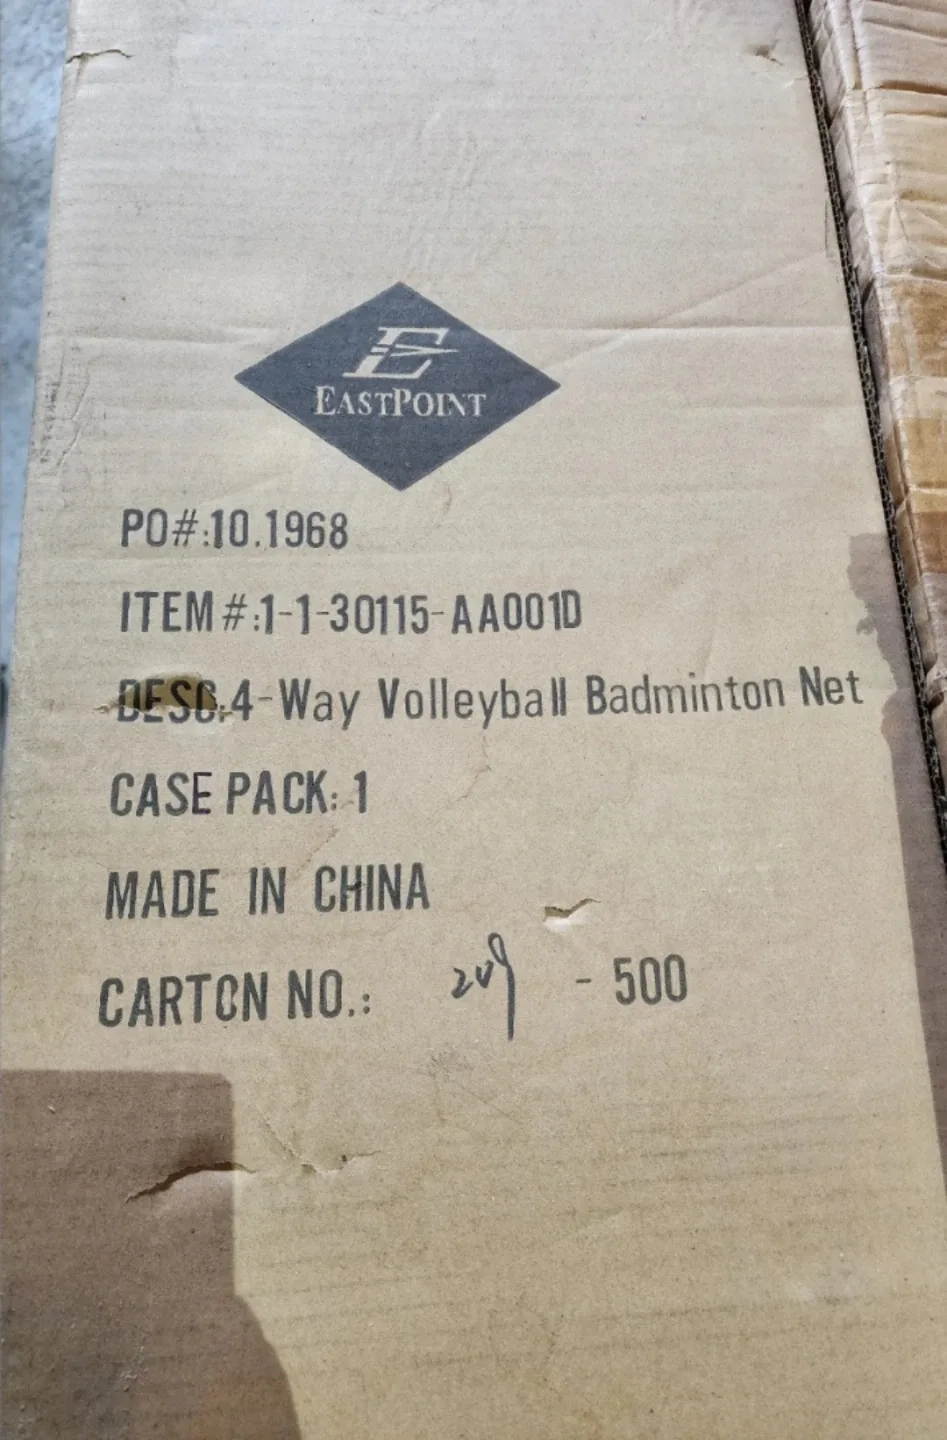 E
EASTPOINT
PO#:10.1968
ITEM#:1-1-30115-AA001D
DESC:4-Way Volleyball Badminton Net
CASE PACK: 1
MADE IN CHINA
CARTON NO.: 209 - 500